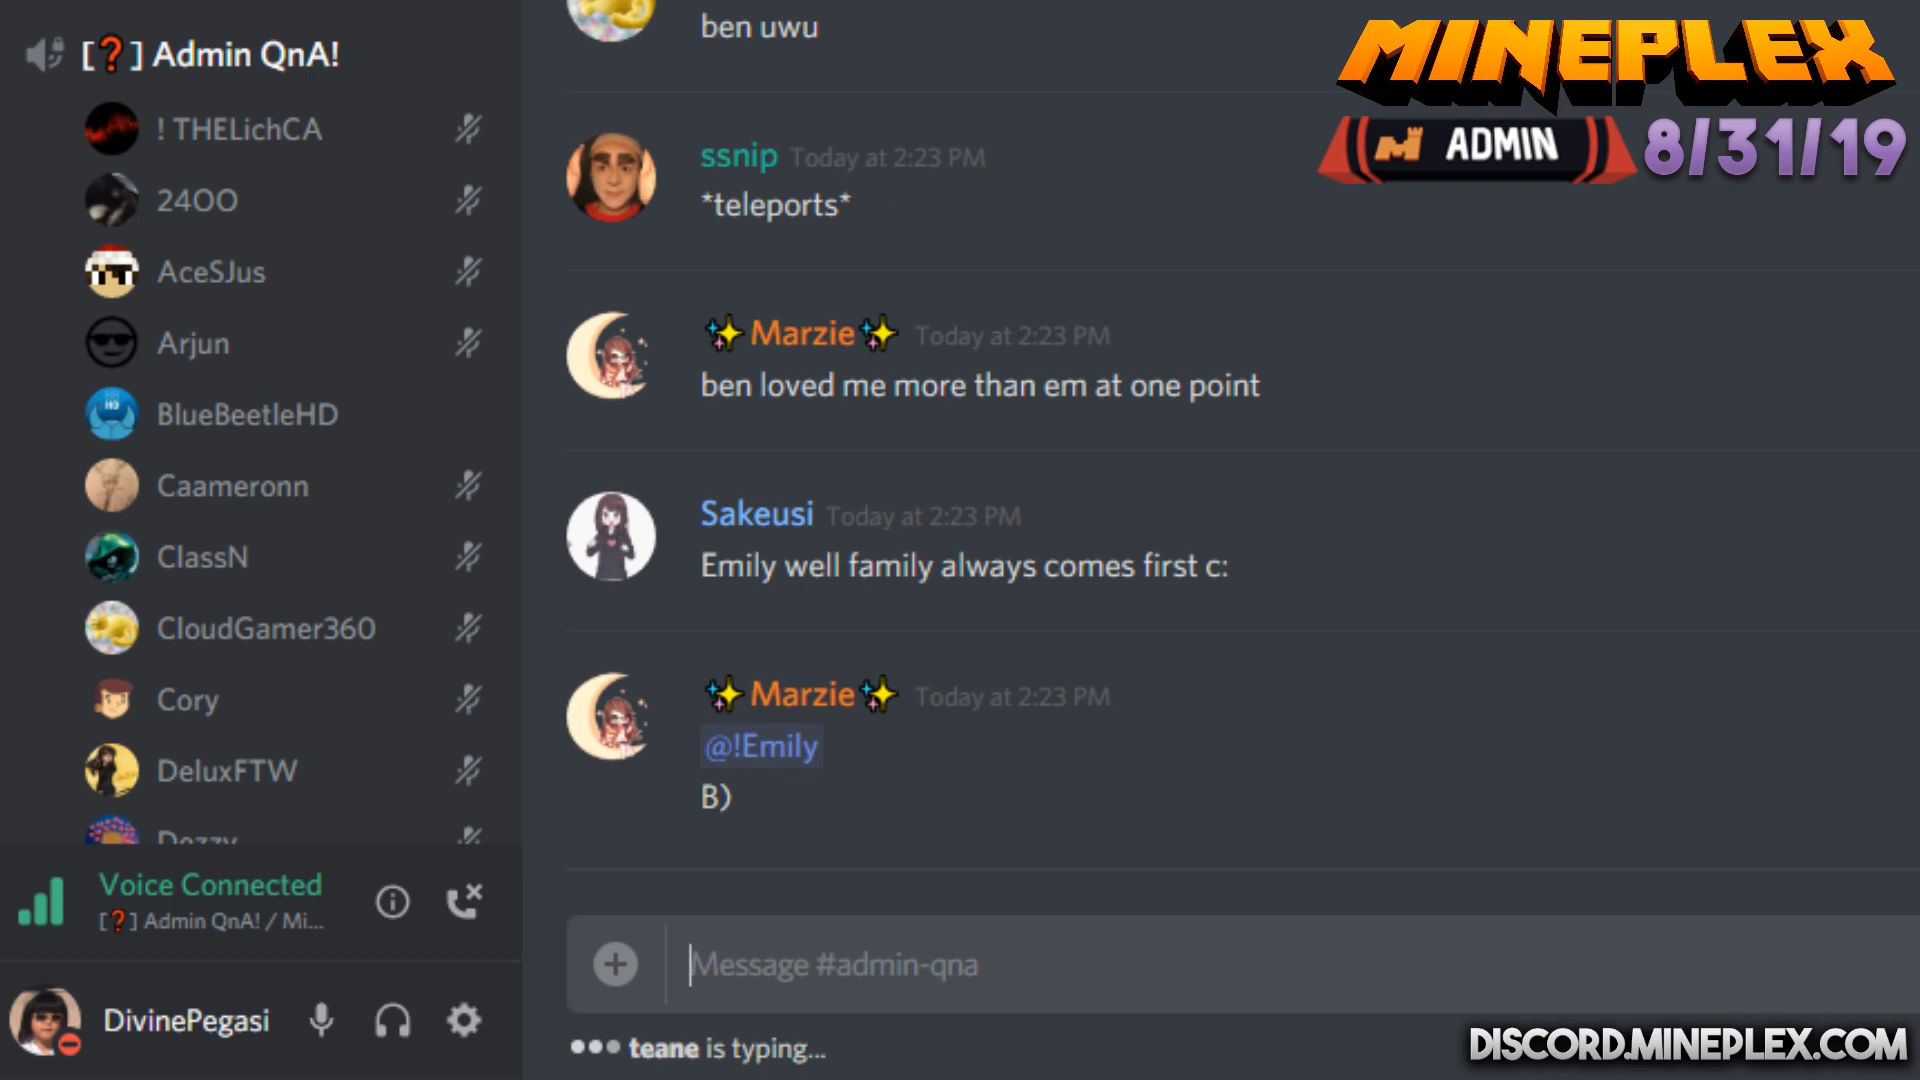 [❓] Admin QnA!
! THELichCA
24OO
AceSJus
Arjun
BlueBeetleHD
Caameronn
ClassN
CloudGamer360
Cory
DeluxFTW
Dozzy
Voice Connected
[❓] Admin QnA! / Mi...
DivinePegasi
ben uwu
ssnip Today at 2:23 PM
*teleports*
✨Marzie✨ Today at 2:23 PM
ben loved me more than em at one point
Sakeusi Today at 2:23 PM
Emily well family always comes first c:
✨Marzie✨ Today at 2:23 PM
@!Emily
B)
Message #admin-qna
teane is typing...
MINEPLEX
ADMIN 8/31/19
DISCORD.MINEPLEX.COM